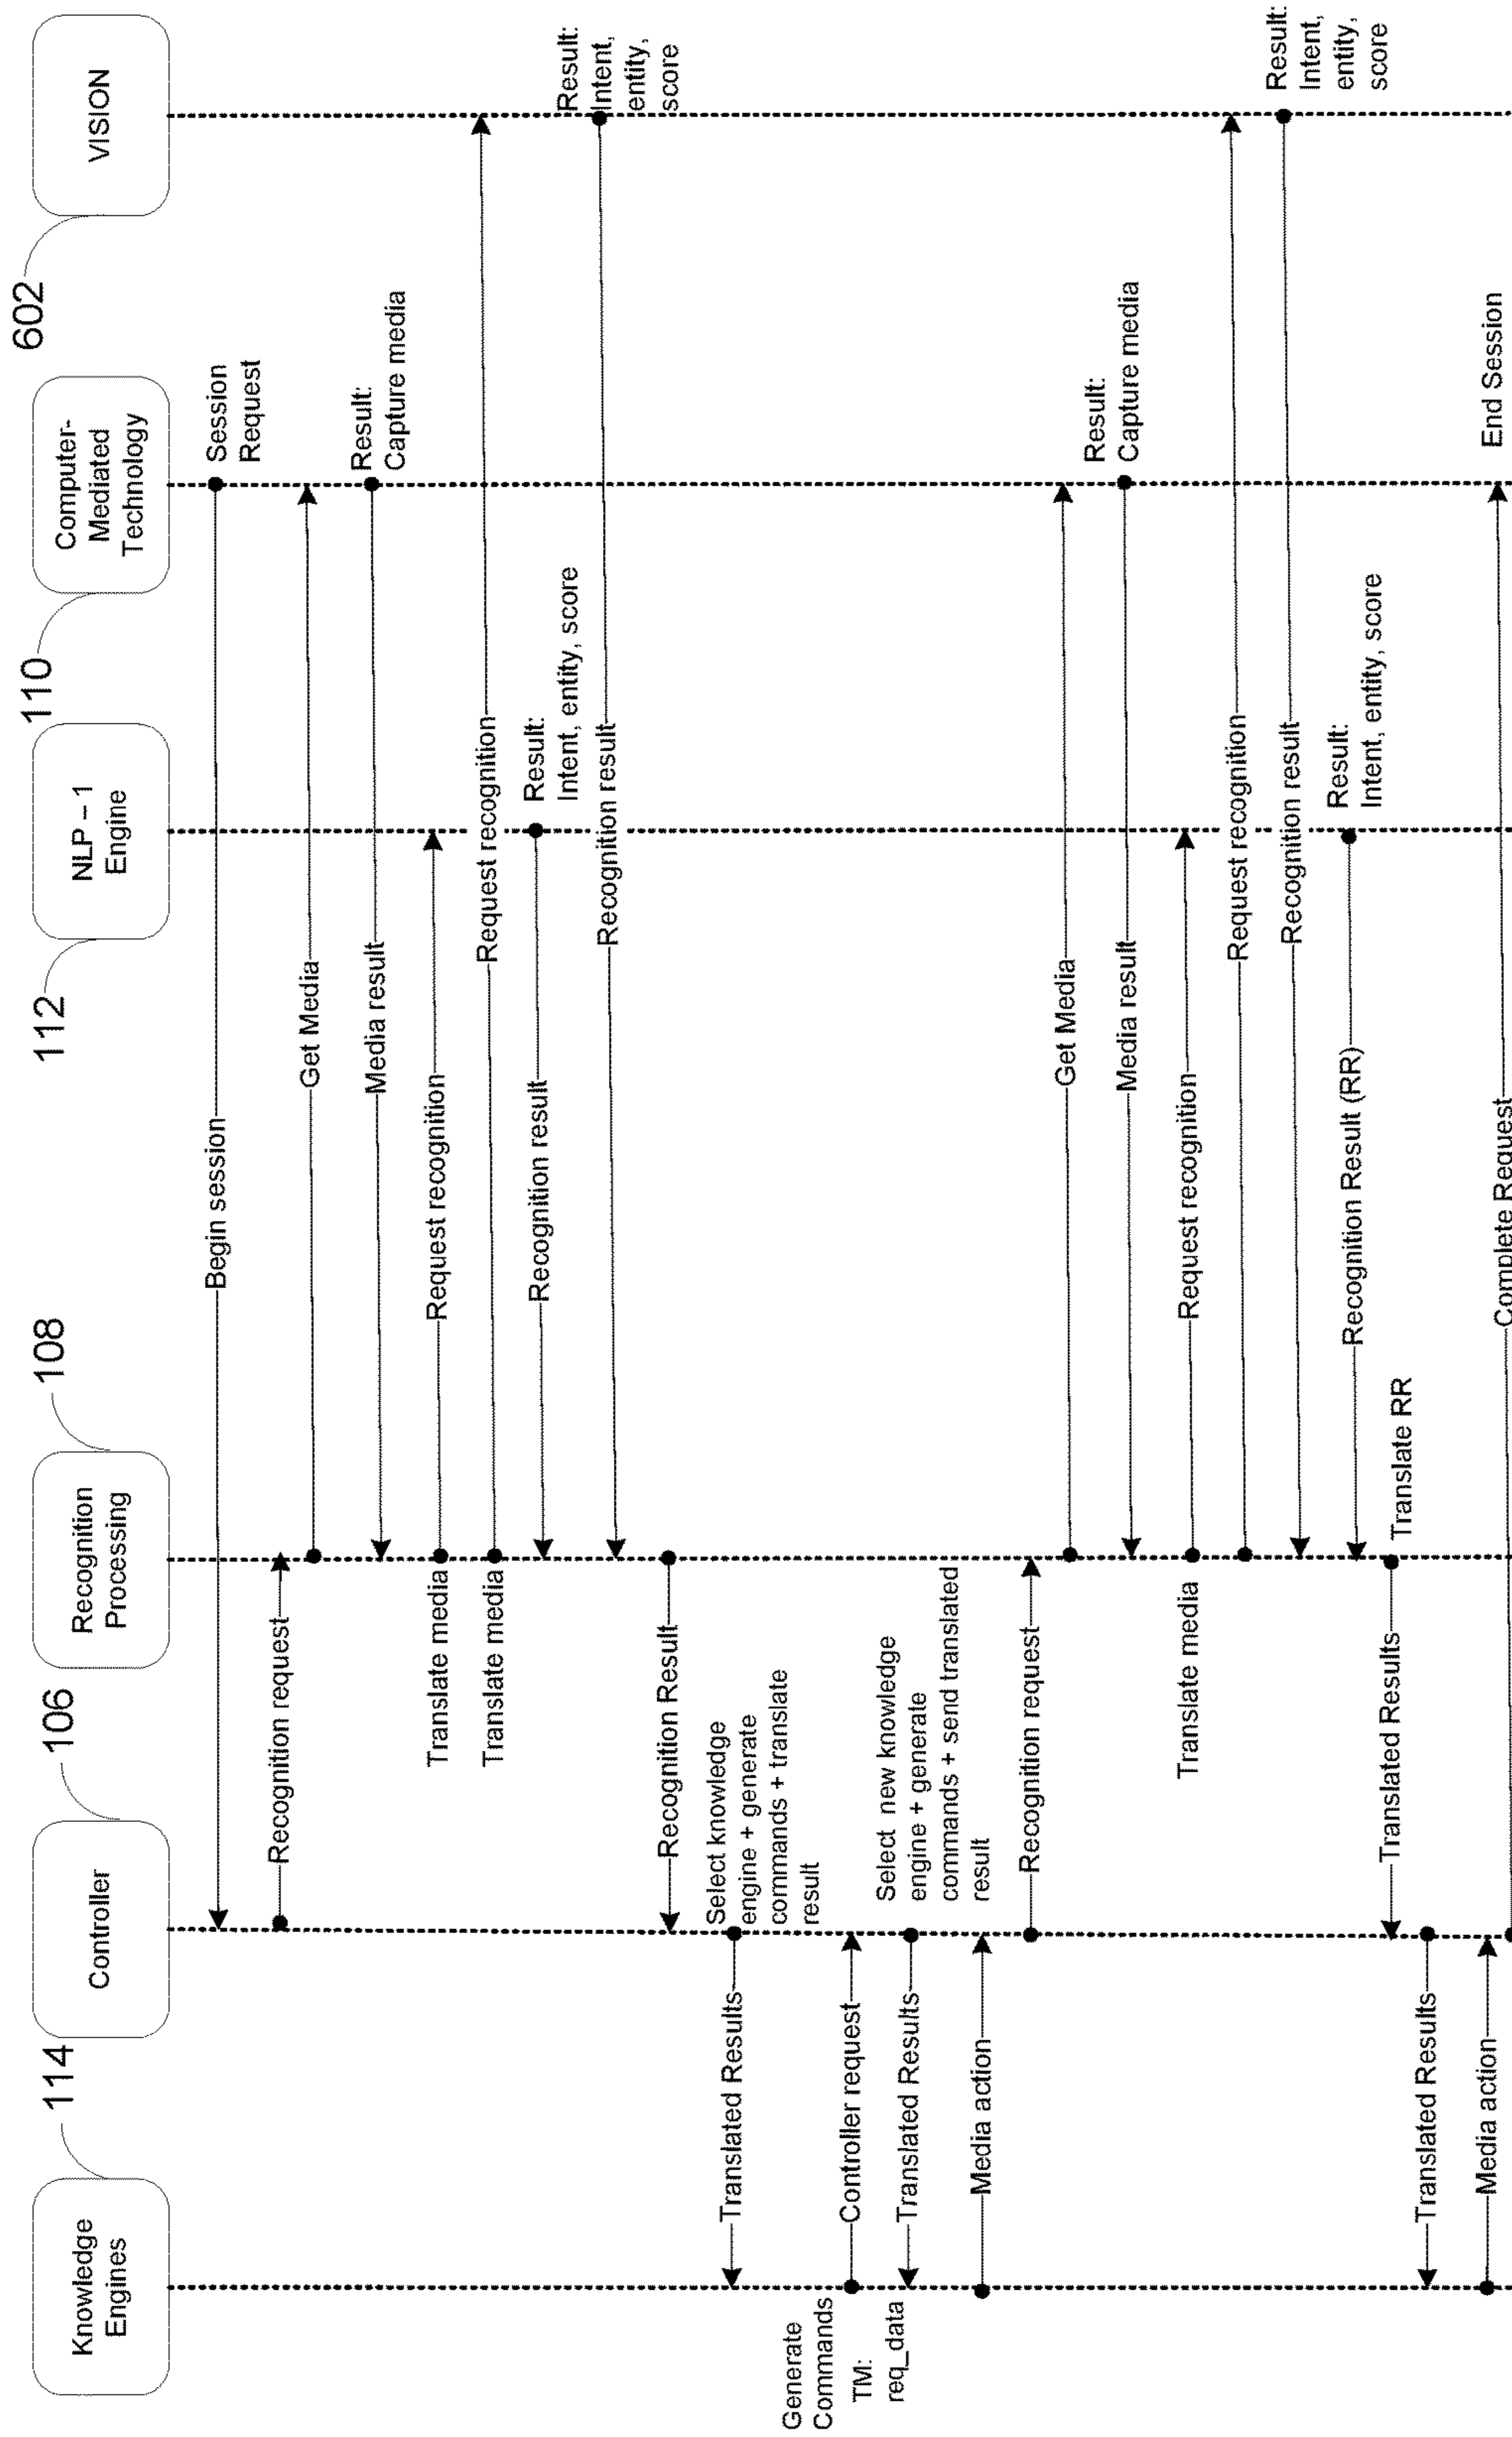 Knowledge
Engines
114
Controller
106
Recognition
Processing
108
NLP – 1
Engine
112
Computer-
Mediated
Technology
110
VISION
602
Session
Request
Begin session
Recognition request
Get Media
Result:
Capture media
Media result
Translate media
Request recognition
Translate media
Request recognition
Result:
Intent, entity, score
Recognition result
Result:
Intent,
entity,
score
Recognition result
Recognition Result
Select knowledge
engine + generate
commands + translate
result
Translated Results
Generate
Commands
TM:
req_data
Controller request
Select new knowledge
engine + generate
commands + send translated
result
Translated Results
Media action
Recognition request
Get Media
Result:
Capture media
Media result
Translate media
Request recognition
Request recognition
Result:
Intent,
entity,
score
Recognition result
Result:
Intent, entity, score
Recognition Result (RR)
Translate RR
Translated Results
Translated Results
Media action
End Session
Complete Request